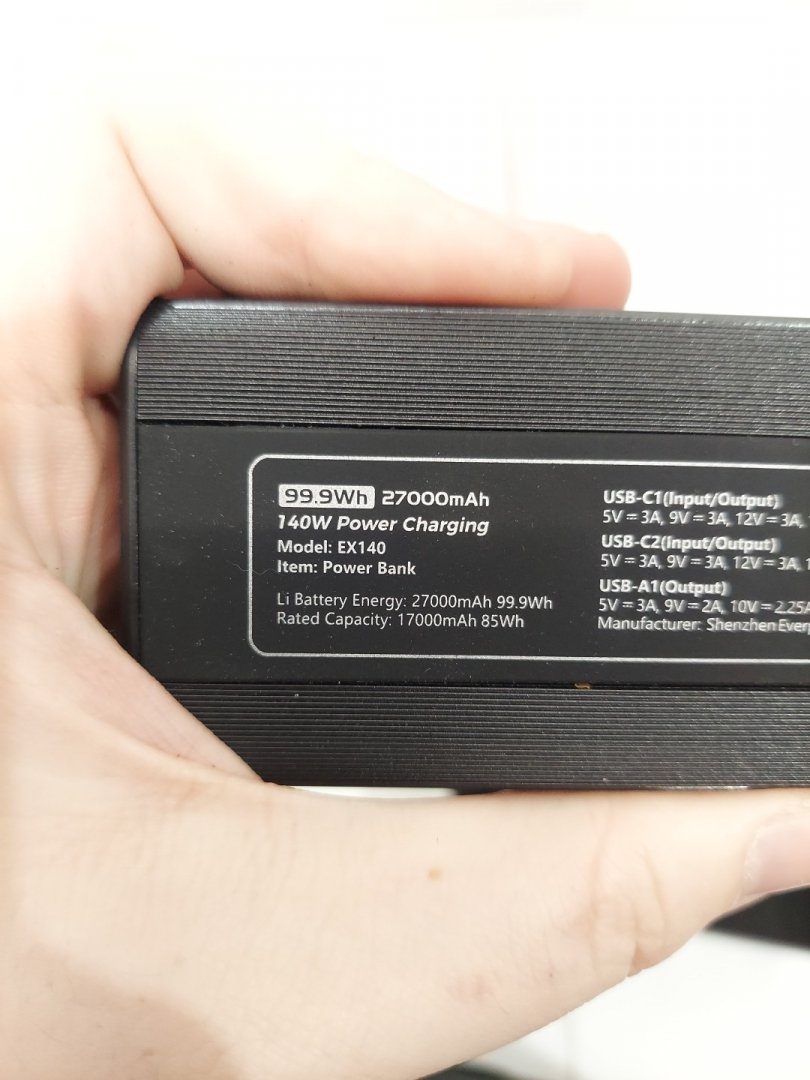 99.9Wh 27000mAh
140W Power Charging
Model: EX140
Item: Power Bank
Li Battery Energy: 27000mAh 99.9Wh
Rated Capacity: 17000mAh 85Wh
USB-C1(Input/Output)
5V=3A, 9V=3A, 12V=3A,
USB-C2(Input/Output)
5V=3A, 9V=3A, 12V=3A,
USB-A1(Output)
5V=3A, 9V=2A, 10V=2.25A
Manufacturer: Shenzhen